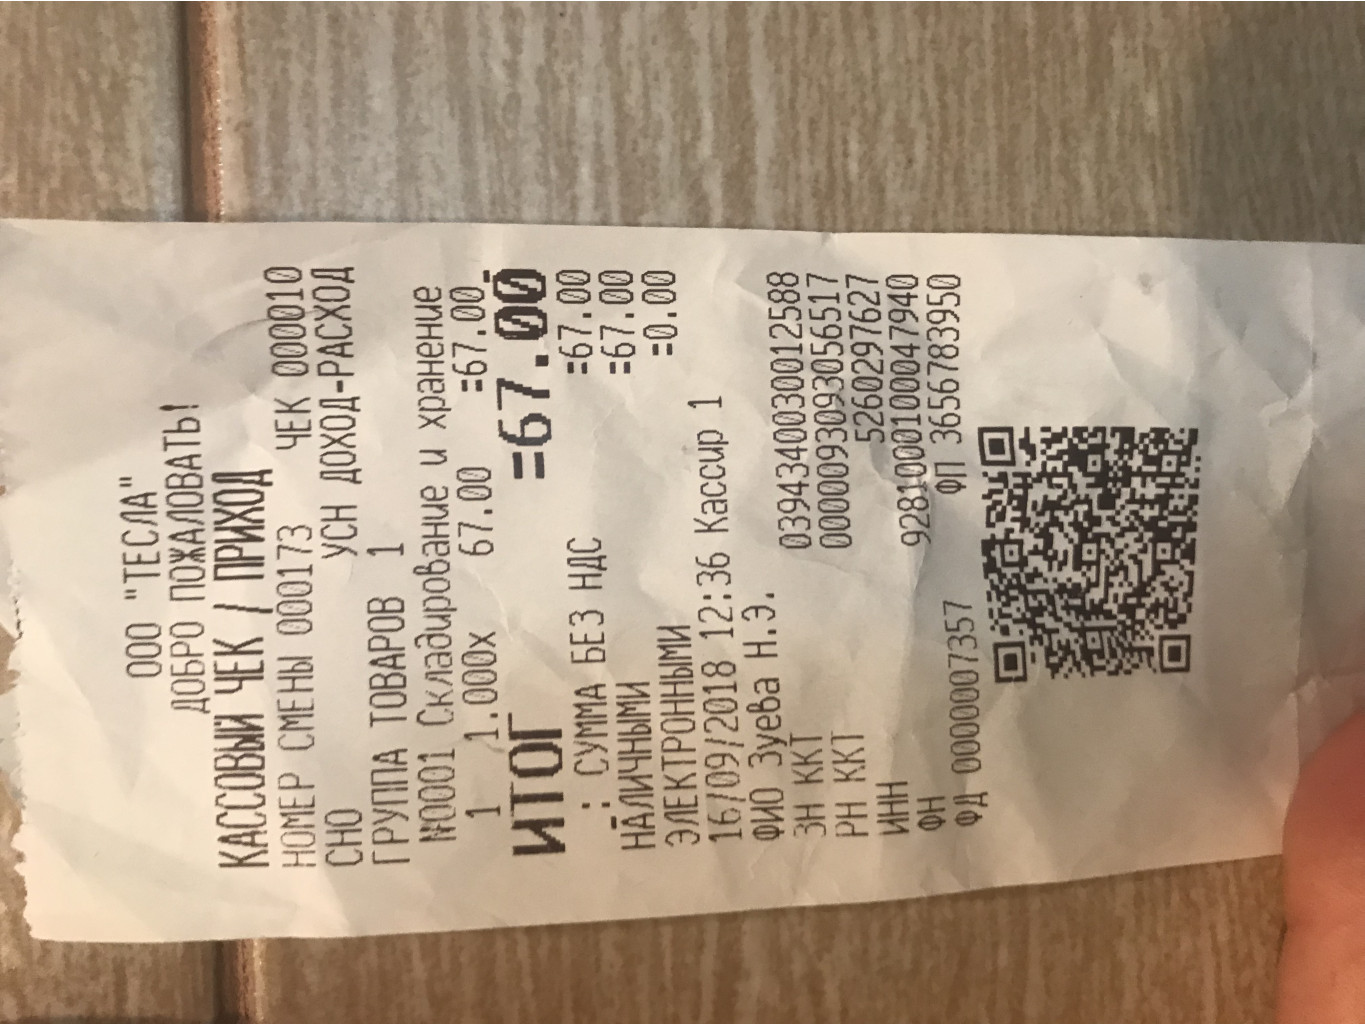 ООО "ТЕСЛА"
ДОБРО ПОЖАЛОВАТЬ!
КАССОВЫЙ ЧЕК / ПРИХОД
НОМЕР СМЕНЫ 000173 ЧЕК 000010
СНО УСН ДОХОД-РАСХОД
ГРУППА ТОВАРОВ 1
№0001 Складирование и хранение
1 1.000x 67.00 =67.00
ИТОГ =67.00
: СУММА БЕЗ НДС =67.00
НАЛИЧНЫМИ =67.00
ЭЛЕКТРОННЫМИ =0.00
16/09/2018 12:36 Кассир 1
ФИО Зуева Н.Э.
ЗН ККТ 0394340030012588
РН ККТ 0000093093056517
ИНН 5260297627
ФН 9281000100047940
ФД 0000007357 ФП 3656783950